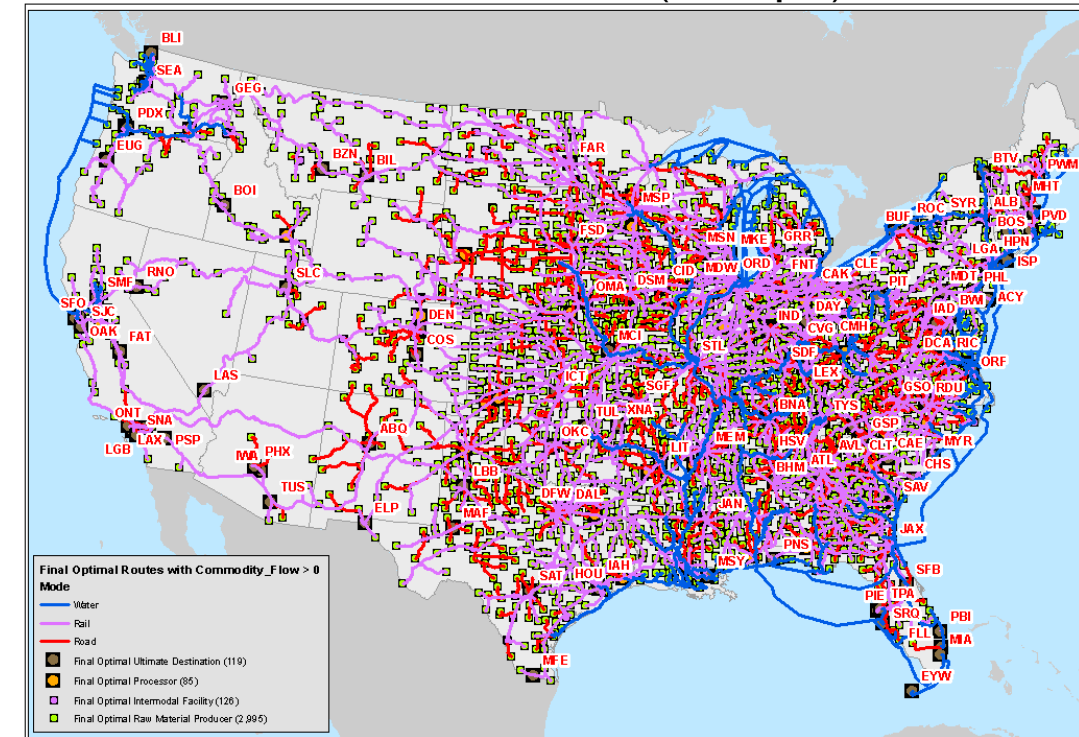 BLI
SEA
GEG
PDX
EUG
BZN
BIL
FAR
BOI
MSP
BTV
PWM
MHT
ALB
SYR
ROC
BUF
BOS
PVD
FSD
MSN
MKE
GRR
LGA
HPN
ISP
RNO
SMF
SLC
OMA
DSM
CID
MDW
ORD
FNT
CAK
CLE
PIT
MDT
PHL
SFO
SJC
OAK
FAT
DEN
COS
MCI
STL
IND
DAY
CVG
CMH
IAD
BWI
ACY
DCA
RIC
ORF
SDF
LEX
LAS
ICT
SGF
TUL
XNA
BNA
TYS
GSO
RDU
GSP
ONT
SNA
LAX
PSP
LGB
ABQ
OKC
LIT
MEM
HSV
AVL
CLT
CAE
MYR
IWA
PHX
LBB
BHM
ATL
CHS
TUS
ELP
MAF
DFW
DAL
JAN
SAV
PNS
JAX
SAT
HOU
IAH
MSY
SFB
PIE
TPA
SRQ
PBI
FLL
MIA
MFE
EYW
Final Optimal Routes with Commodity_Flow > 0
Mode
Water
Rail
Road
Final Optimal Ultimate Destination (119)
Final Optimal Processor (85)
Final Optimal Intermodal Facility (126)
Final Optimal Raw Material Producer (2,995)